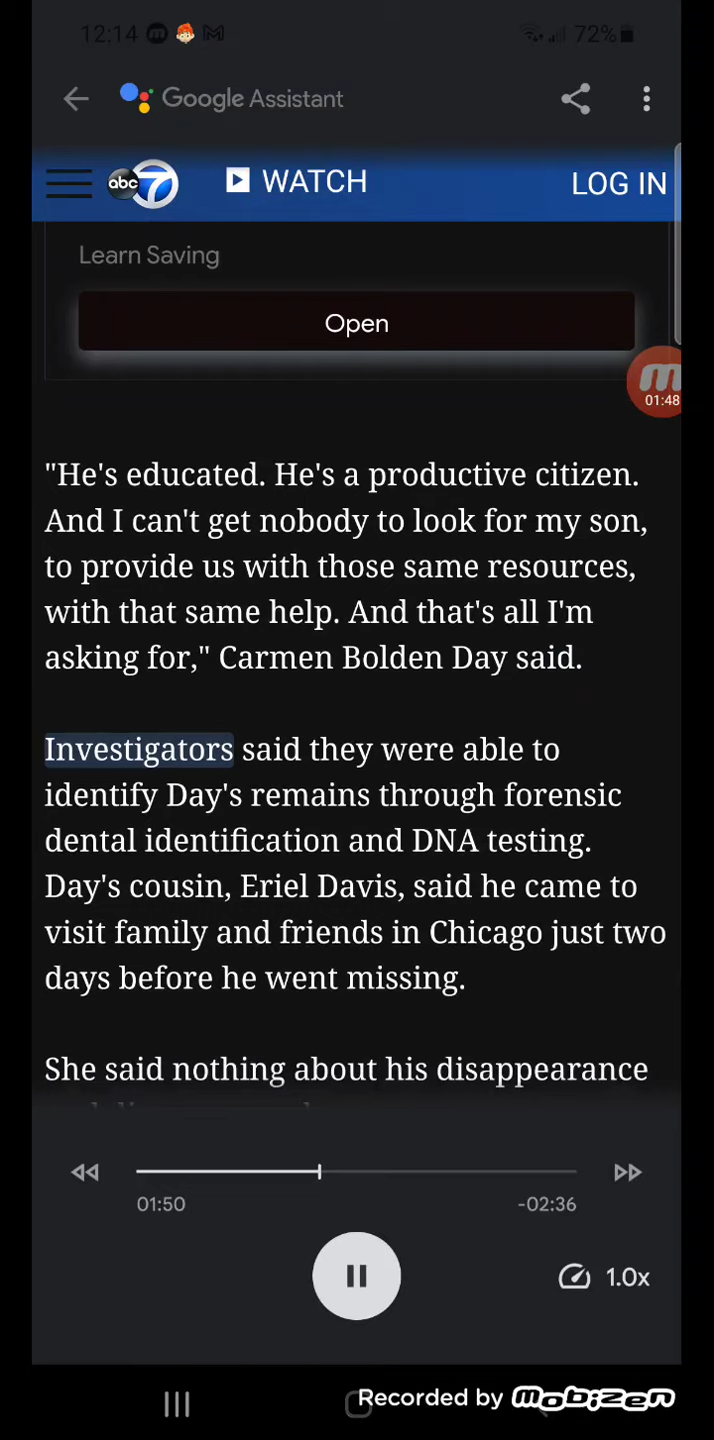 12:14
72%
Google Assistant
abc 7
WATCH
LOG IN
Learn Saving
Open
01:48
"He's educated. He's a productive citizen.
And I can't get nobody to look for my son,
to provide us with those same resources,
with that same help. And that's all I'm
asking for," Carmen Bolden Day said.
Investigators said they were able to
identify Day's remains through forensic
dental identification and DNA testing.
Day's cousin, Eriel Davis, said he came to
visit family and friends in Chicago just two
days before he went missing.
She said nothing about his disappearance
01:50
-02:36
1.0x
Recorded by mobizen